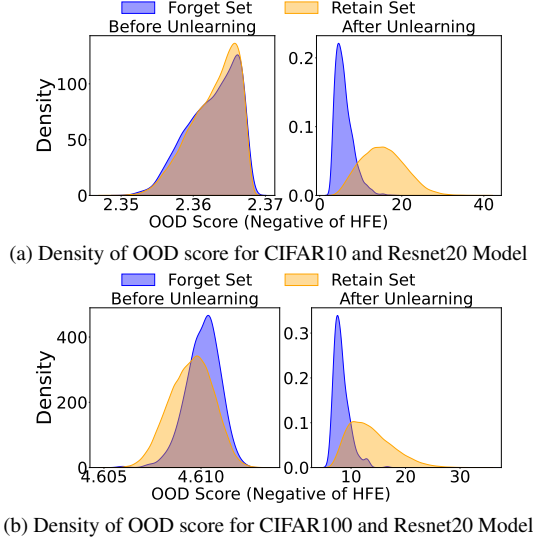 Forget Set Retain Set
Before Unlearning After Unlearning
Density
100
50
0
2.35 2.36 2.37
0.2
0.1
0.0
0 20 40
OOD Score (Negative of HFE)
(a) Density of OOD score for CIFAR10 and Resnet20 Model
Forget Set Retain Set
Before Unlearning After Unlearning
Density
400
200
0
4.605 4.610
0.3
0.2
0.1
0.0
10 20 30
OOD Score (Negative of HFE)
(b) Density of OOD score for CIFAR100 and Resnet20 Model